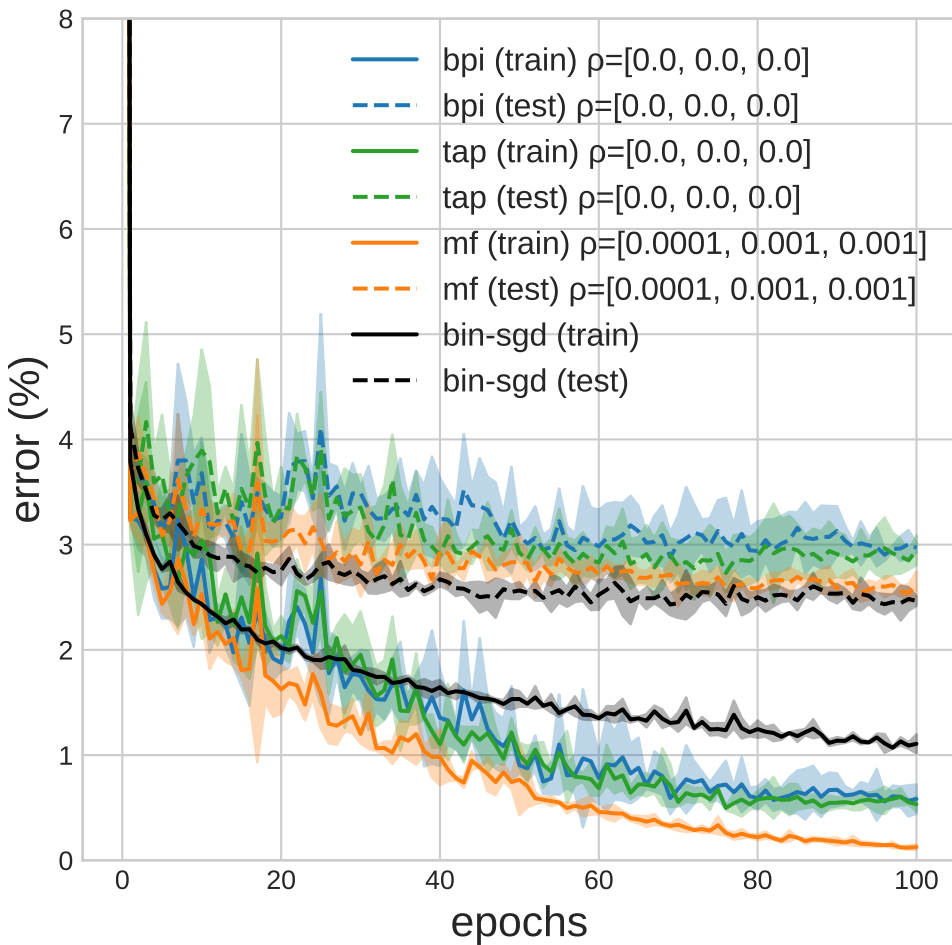 8
7
6
5
4
3
2
1
0
error (%)
bpi (train) ρ=[0.0, 0.0, 0.0]
bpi (test) ρ=[0.0, 0.0, 0.0]
tap (train) ρ=[0.0, 0.0, 0.0]
tap (test) ρ=[0.0, 0.0, 0.0]
mf (train) ρ=[0.0001, 0.001, 0.001]
mf (test) ρ=[0.0001, 0.001, 0.001]
bin-sgd (train)
bin-sgd (test)
0 20 40 60 80 100
epochs